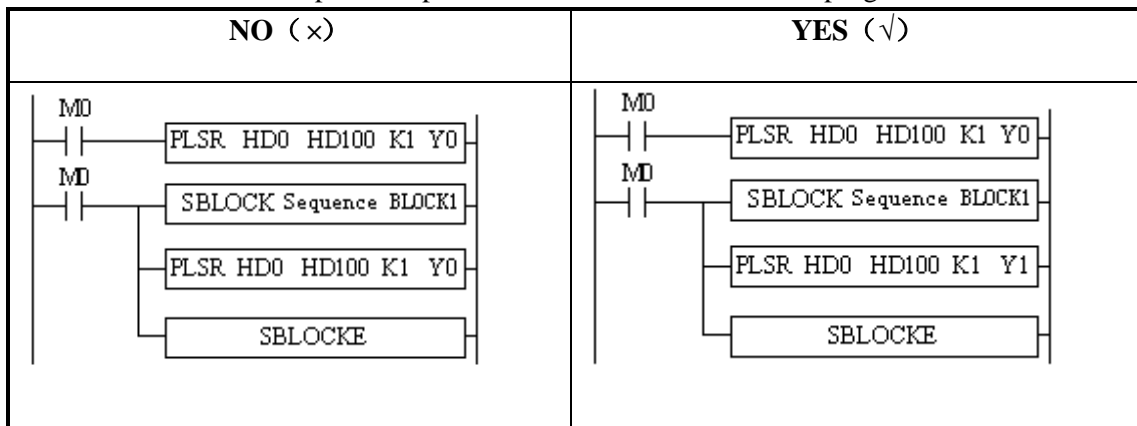 NO（×）
YES（√）
M0
PLSR HD0 HD100 K1 Y0
M0
SBLOCK Sequence BLOCK1
PLSR HD0 HD100 K1 Y0
SBLOCKE
M0
PLSR HD0 HD100 K1 Y0
M0
SBLOCK Sequence BLOCK1
PLSR HD0 HD100 K1 Y1
SBLOCKE